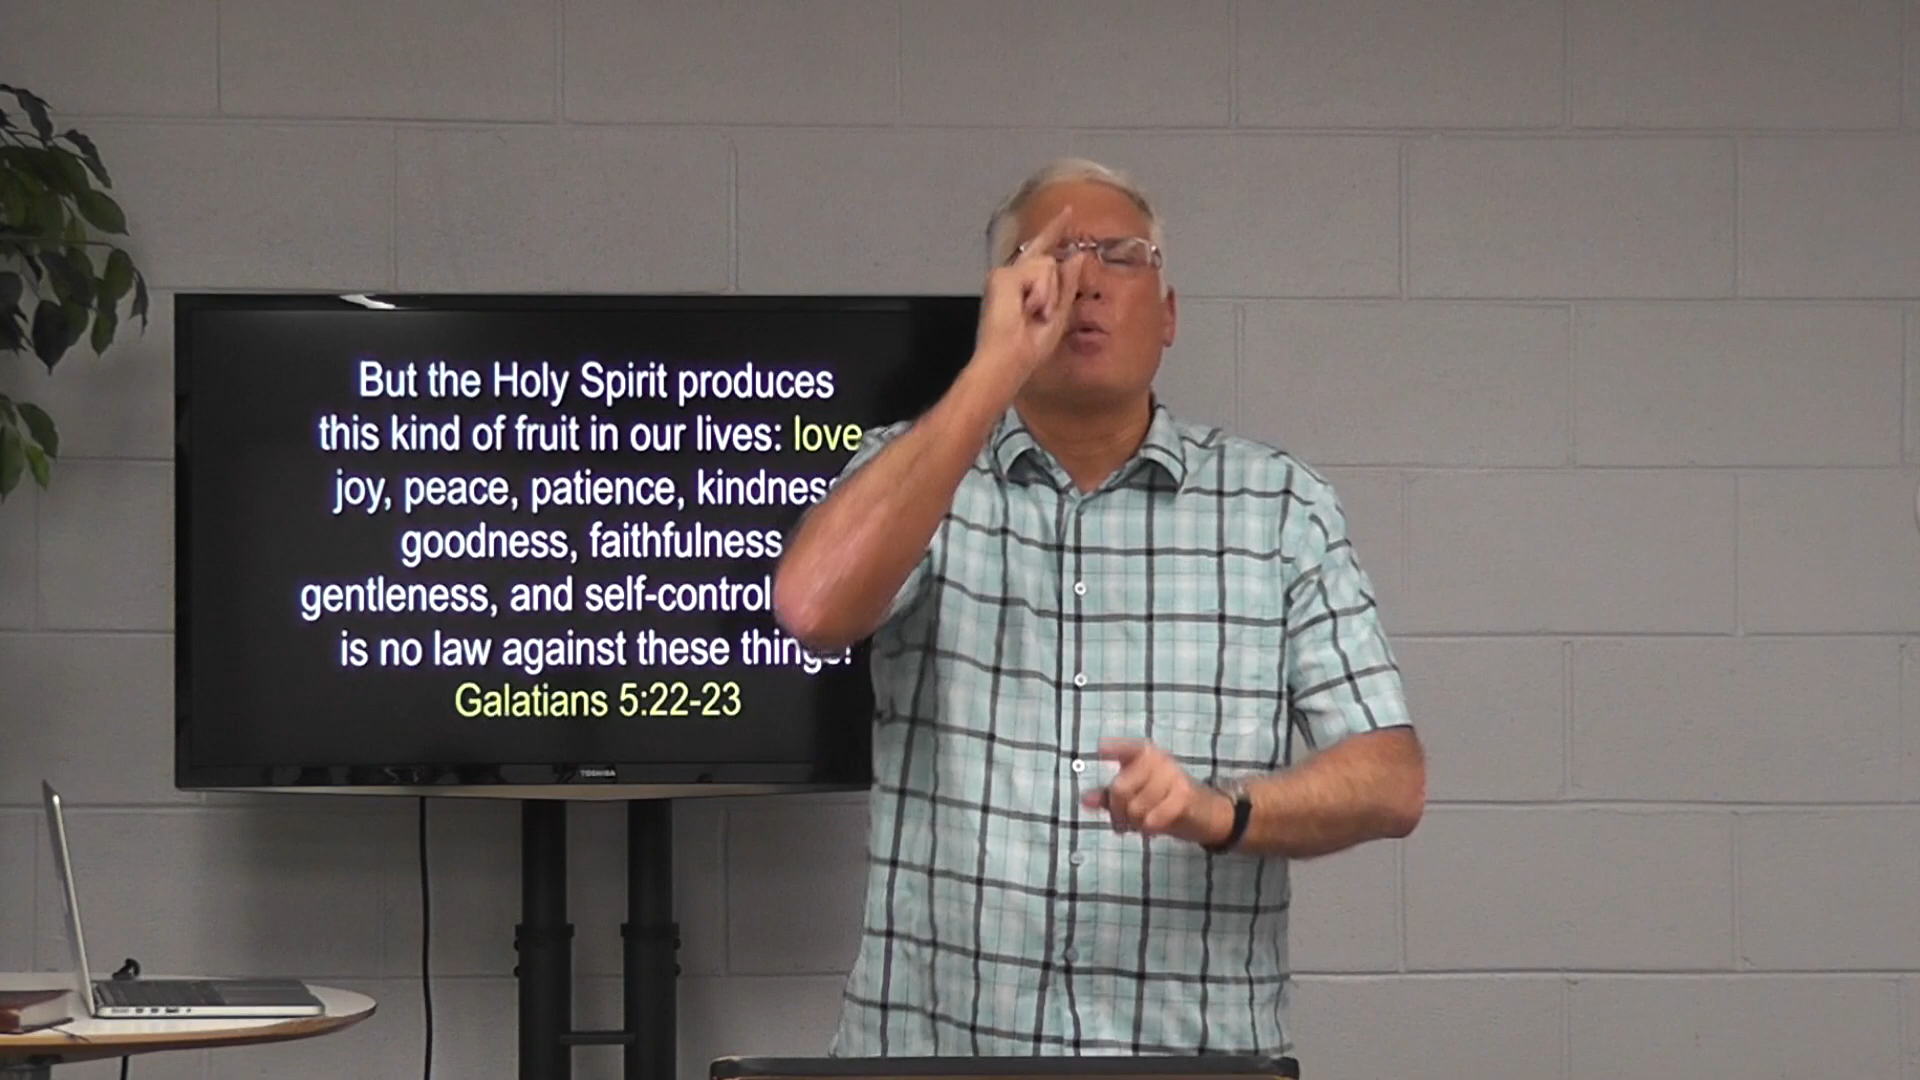 But the Holy Spirit produces
this kind of fruit in our lives: love
joy, peace, patience, kindness
goodness, faithfulness
gentleness, and self-control
is no law against these things!
Galatians 5:22-23
TOSHIBA